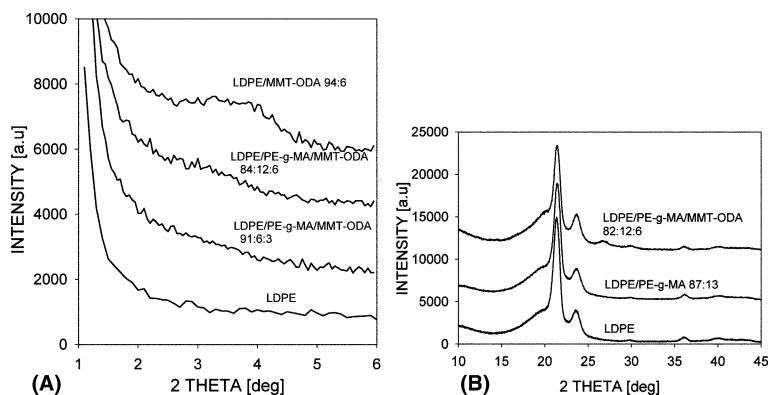 10000
8000
6000
4000
2000
0
INTENSITY [a.u]
LDPE/MMT-ODA 94:6
LDPE/PE-g-MA/MMT-ODA
84:12:6
LDPE/PE-g-MA/MMT-ODA
91:6:3
LDPE
1 2 3 4 5 6
2 THETA [deg]
(A)
25000
20000
15000
10000
5000
0
INTENSITY [a.u]
LDPE/PE-g-MA/MMT-ODA
82:12:6
LDPE/PE-g-MA 87:13
LDPE
10 15 20 25 30 35 40 45
2 THETA [deg]
(B)